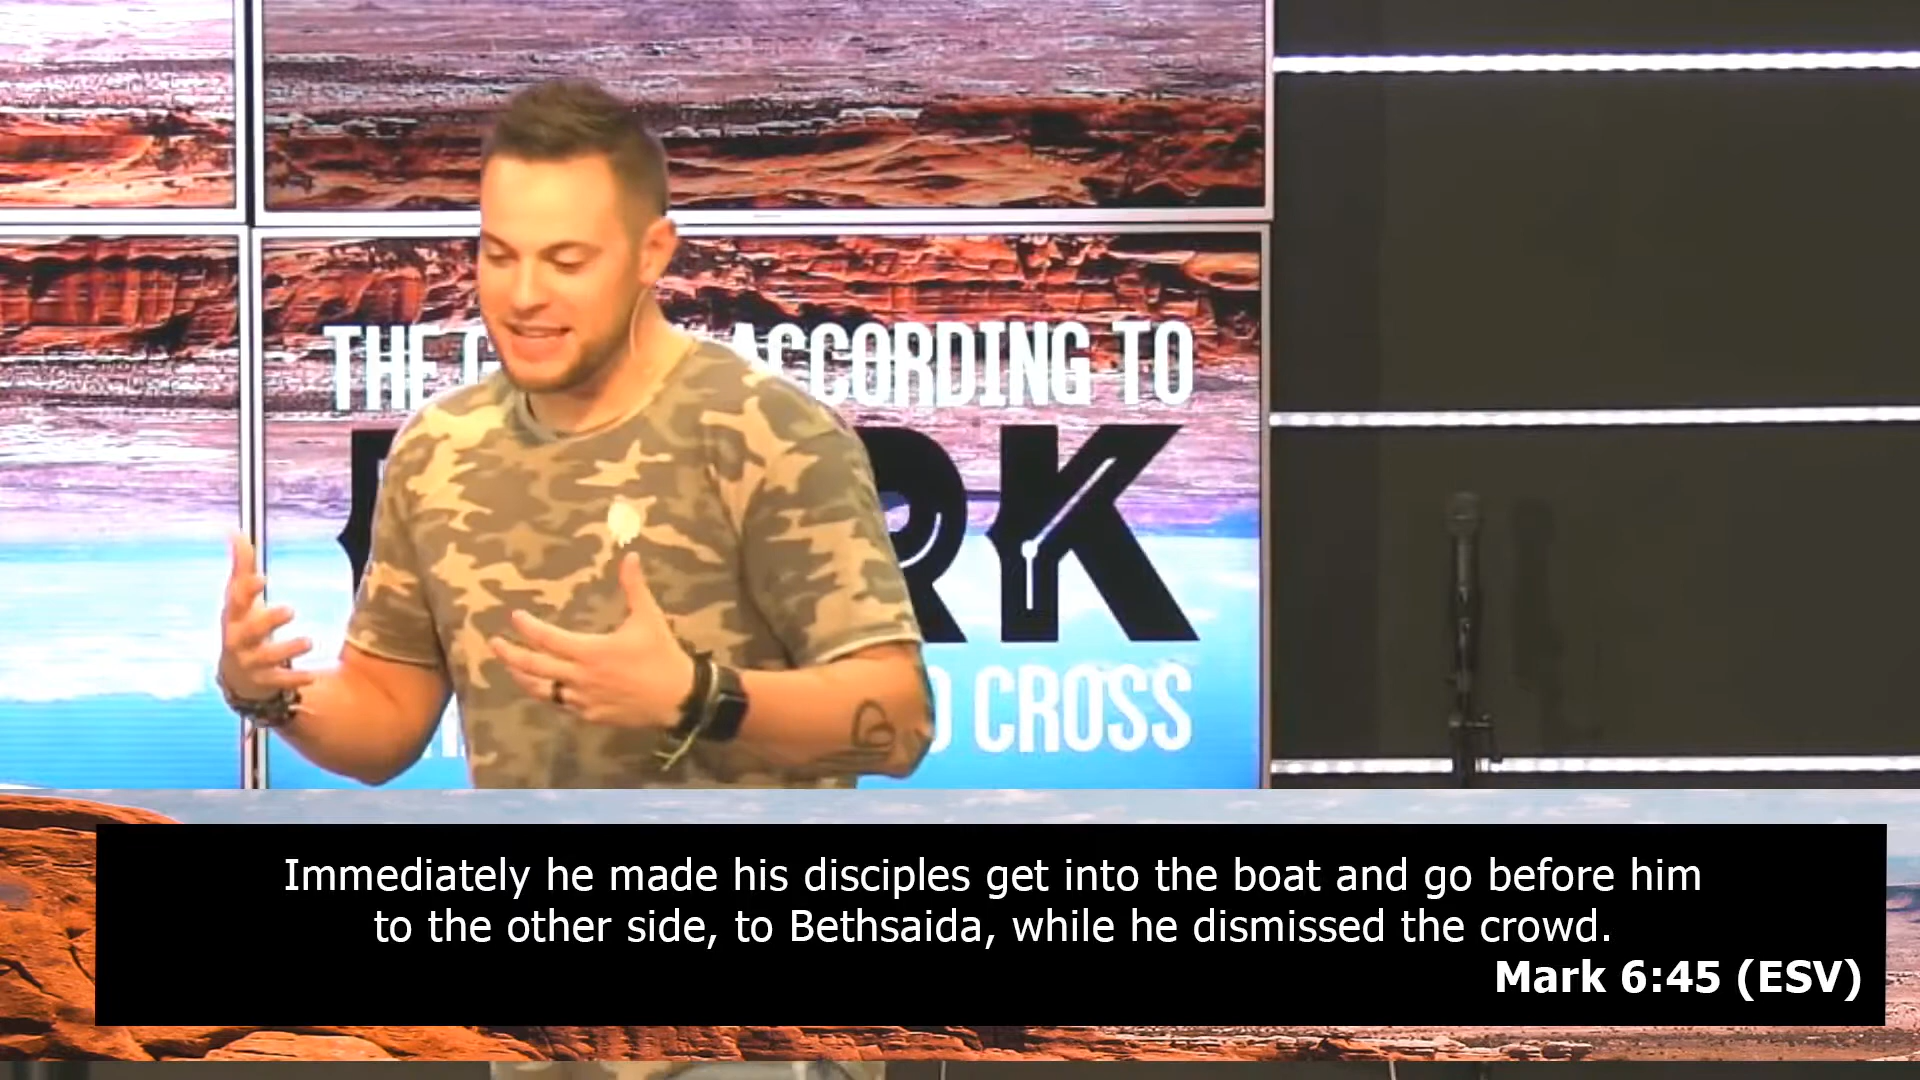 THE ACCORDING TO
CROSS
Immediately he made his disciples get into the boat and go before him
to the other side, to Bethsaida, while he dismissed the crowd.
Mark 6:45 (ESV)